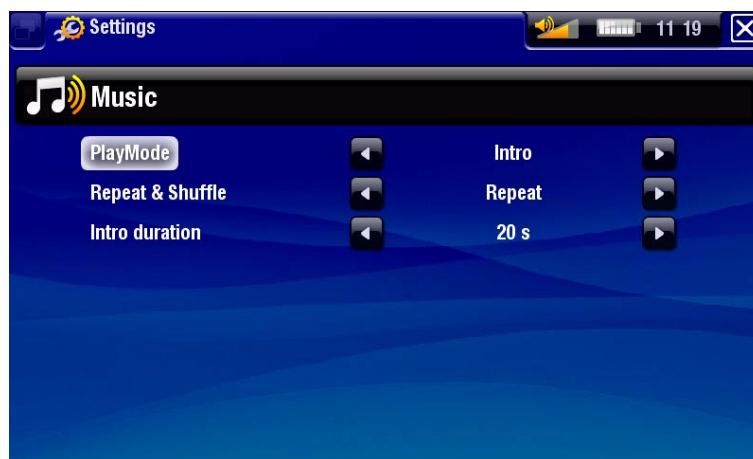 Settings 11 19
Music
PlayMode Intro
Repeat & Shuffle Repeat
Intro duration 20 s